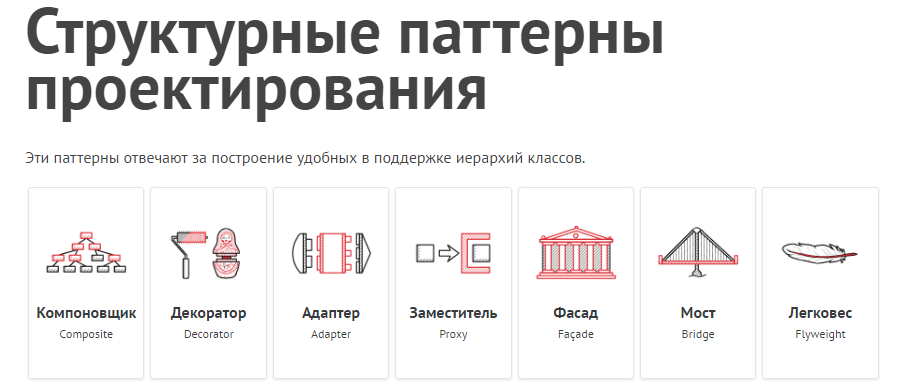 Структурные паттерны
проектирования
Эти паттерны отвечают за построение удобных в поддержке иерархий классов.
Компоновщик
Composite
Декоратор
Decorator
Адаптер
Adapter
Заместитель
Proxy
Фасад
Façade
Мост
Bridge
Легковес
Flyweight